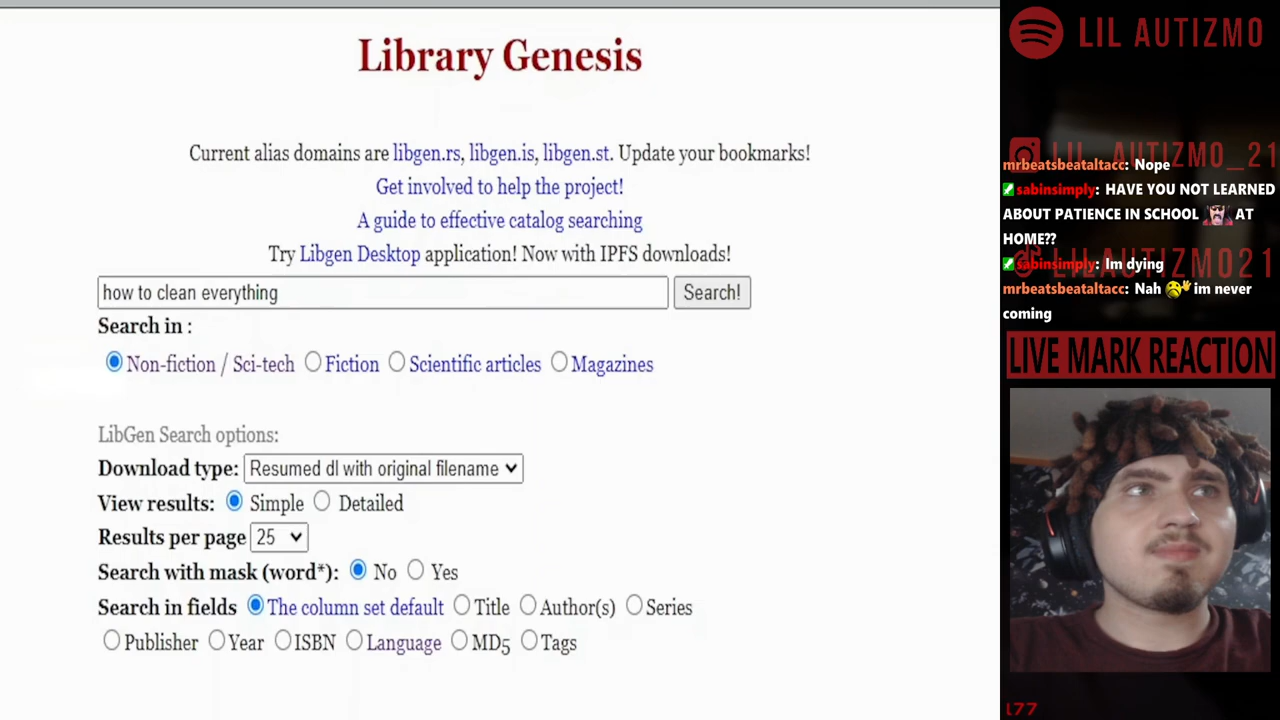 Library Genesis
Current alias domains are libgen.rs, libgen.is, libgen.st. Update your bookmarks!
Get involved to help the project!
A guide to effective catalog searching
Try Libgen Desktop application! Now with IPFS downloads!
how to clean everything Search!
Search in :
Non-fiction / Sci-tech Fiction Scientific articles Magazines
LibGen Search options:
Download type: Resumed dl with original filename
View results: Simple Detailed
Results per page 25
Search with mask (word*): No Yes
Search in fields The column set default Title Author(s) Series
Publisher Year ISBN Language MD5 Tags
LIL AUTIZMO
LIL_AUTIZMO_21
mrbeatsbeataltacc: Nope
sabinsimply: HAVE YOU NOT LEARNED
ABOUT PATIENCE IN SCHOOL AT
HOME??
LILAUTIZMO21
sabinsimply: Im dying
mrbeatsbeataltacc: Nah im never
coming
LIVE MARK REACTION
177